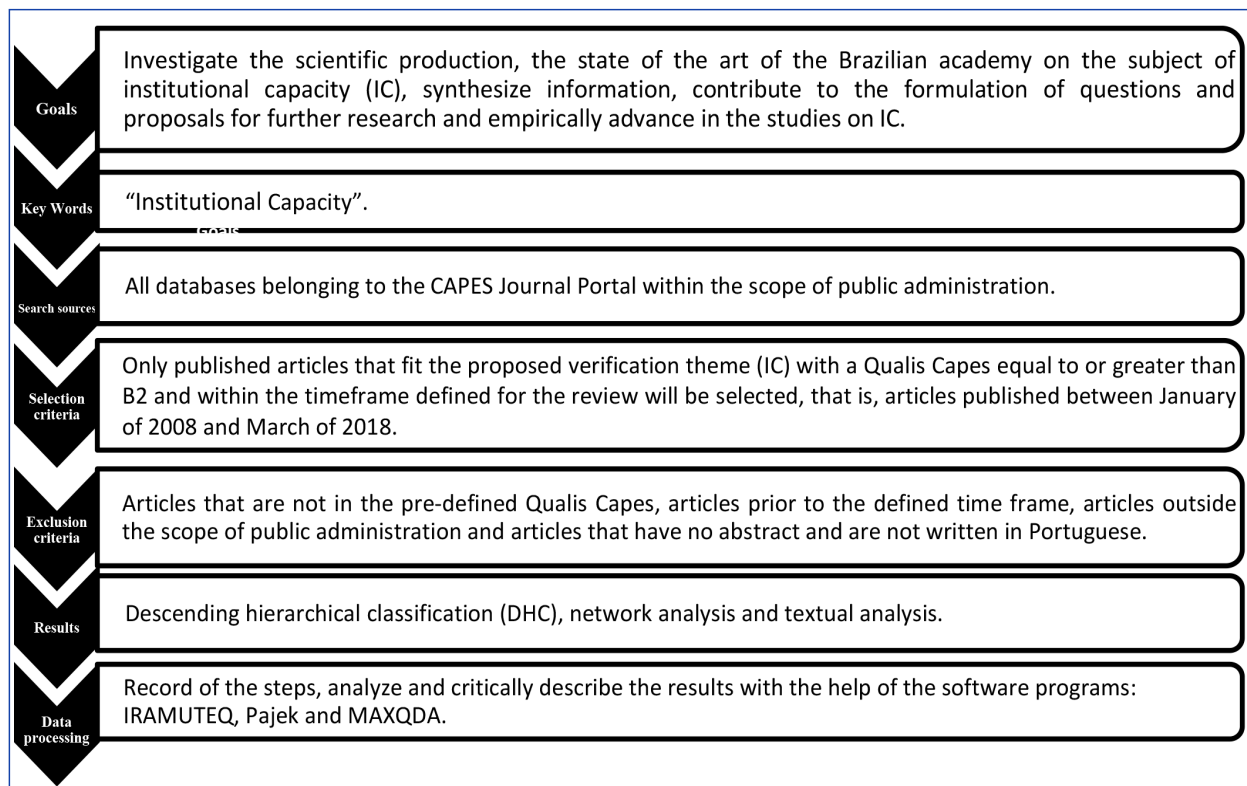 Goals
Investigate the scientific production, the state of the art of the Brazilian academy on the subject of
institutional capacity (IC), synthesize information, contribute to the formulation of questions and
proposals for further research and empirically advance in the studies on IC.
Key Words
“Institutional Capacity”.
Goals
Search sources
All databases belonging to the CAPES Journal Portal within the scope of public administration.
Selection
criteria
Only published articles that fit the proposed verification theme (IC) with a Qualis Capes equal to or greater than
B2 and within the timeframe defined for the review will be selected, that is, articles published between January
of 2008 and March of 2018.
Exclusion
criteria
Articles that are not in the pre-defined Qualis Capes, articles prior to the defined time frame, articles outside
the scope of public administration and articles that have no abstract and are not written in Portuguese.
Results
Descending hierarchical classification (DHC), network analysis and textual analysis.
Data
processing
Record of the steps, analyze and critically describe the results with the help of the software programs:
IRAMUTEQ, Pajek and MAXQDA.